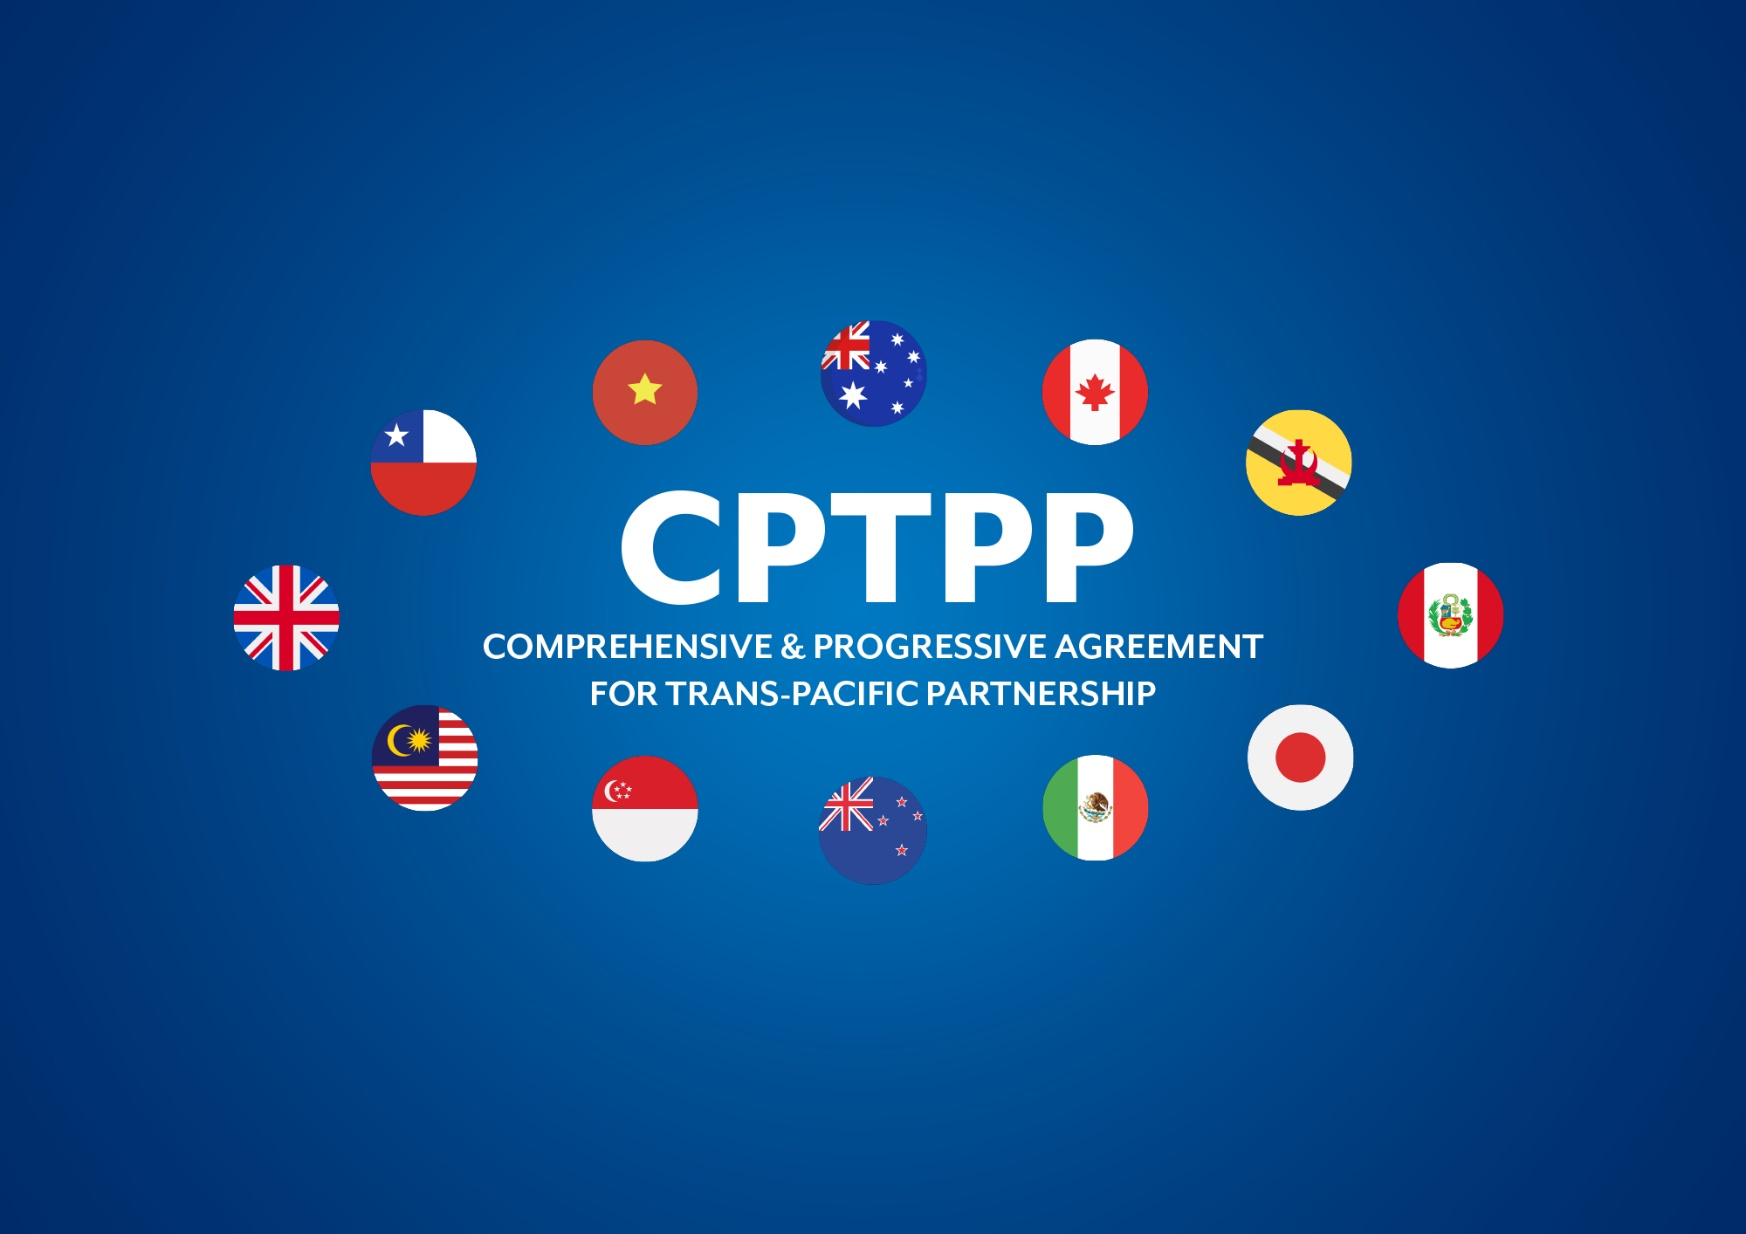 CPTPP
COMPREHENSIVE & PROGRESSIVE AGREEMENT
FOR TRANS-PACIFIC PARTNERSHIP